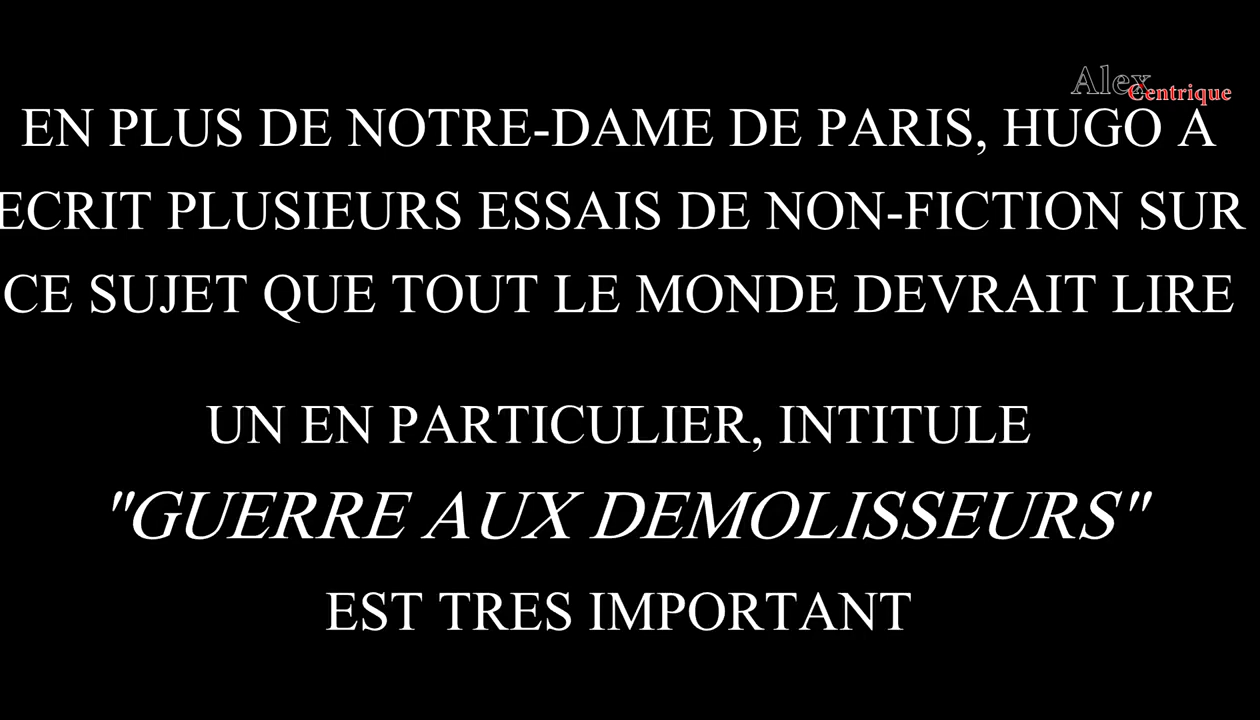 Alex
Centrique
EN PLUS DE NOTRE-DAME DE PARIS, HUGO A
ECRIT PLUSIEURS ESSAIS DE NON-FICTION SUR
CE SUJET QUE TOUT LE MONDE DEVRAIT LIRE
UN EN PARTICULIER, INTITULE
"GUERRE AUX DEMOLISSEURS"
EST TRES IMPORTANT